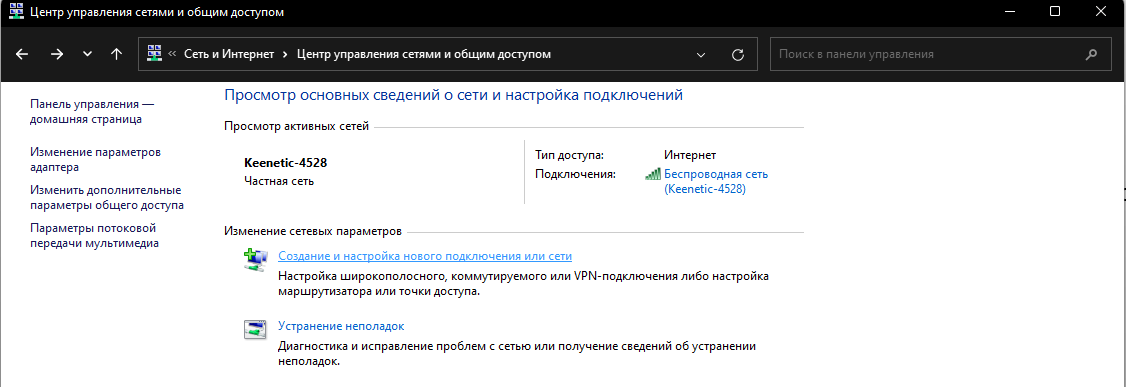 Центр управления сетями и общим доступом
Сеть и Интернет
Центр управления сетями и общим доступом
Поиск в панели управления
Панель управления —
домашняя страница
Изменение параметров
адаптера
Изменить дополнительные
параметры общего доступа
Параметры потоковой
передачи мультимедиа
Просмотр основных сведений о сети и настройка подключений
Просмотр активных сетей
Keenetic-4528
Частная сеть
Тип доступа: Интернет
Подключения: Беспроводная сеть
(Keenetic-4528)
Изменение сетевых параметров
Создание и настройка нового подключения или сети
Настройка широкополосного, коммутируемого или VPN-подключения либо настройка
маршрутизатора или точки доступа.
Устранение неполадок
Диагностика и исправление проблем с сетью или получение сведений об устранении
неполадок.